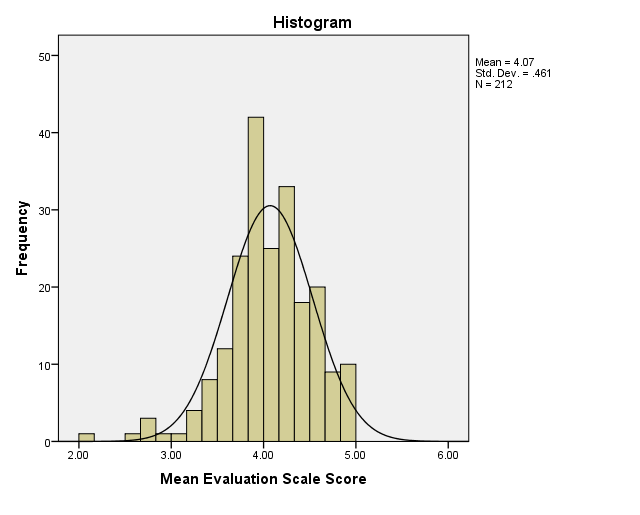 Histogram
Mean = 4.07
Std. Dev. = .461
N = 212
50
40
30
20
10
0
Frequency
2.00 3.00 4.00 5.00 6.00
Mean Evaluation Scale Score